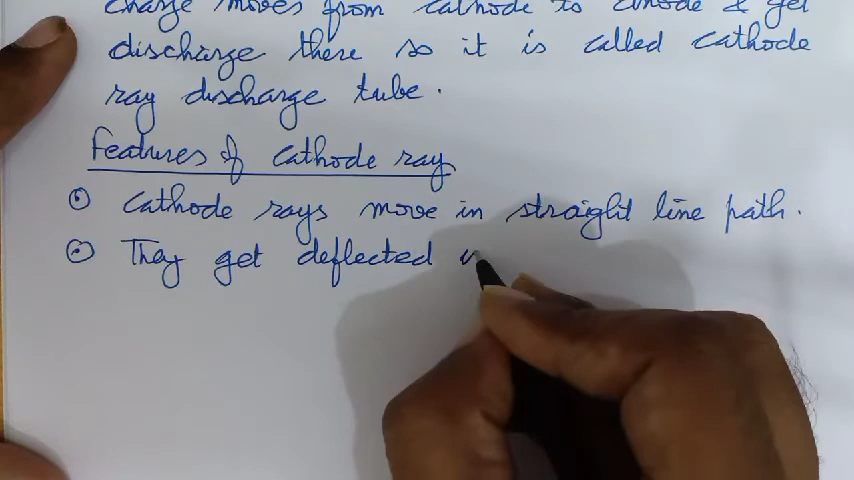 charge moves from cathode to anode & get
discharge there so it is called cathode
ray discharge tube.
Features of cathode ray
cathode rays move in straight line path.
They get deflected